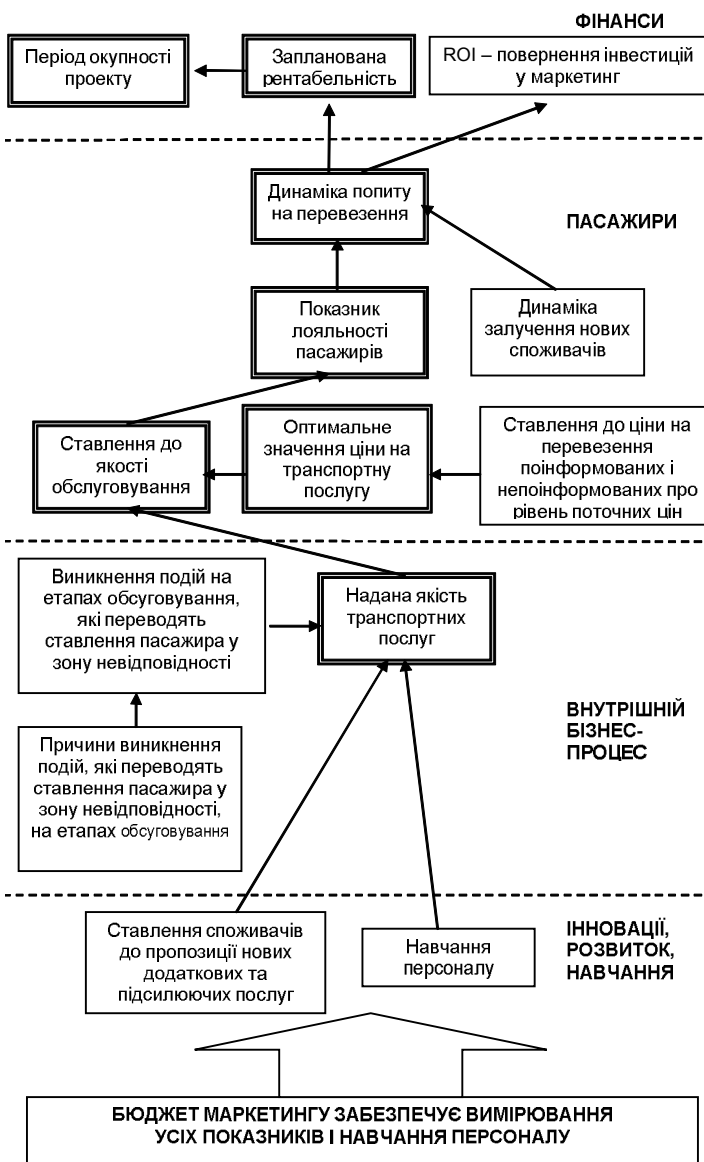 ФІНАНСИ
Період окупності
проекту
Запланована
рентабельність
ROI – повернення інвестицій
у маркетинг
Динаміка попиту
на перевезення
ПАСАЖИРИ
Показник
лояльності
пасажирів
Динаміка
залучення нових
споживачів
Ставлення до
якості
обслуговування
Оптимальне
значення ціни на
транспортну
послугу
Ставлення до ціни на
перевезення
поінформованих і
непоінформованих про
рівень поточних цін
Виникнення подій на
етапах обсуговування,
які переводять
ставлення пасажира у
зону невідповідності
Надана якість
транспортних
послуг
ВНУТРІШНІЙ
БІЗНЕС-
ПРОЦЕС
Причини виникнення
подій, які переводять
ставлення пасажира у
зону невідповідності,
на етапах обсуговування
Ставлення споживачів
до пропозиції нових
додаткових та
підсилюючих послуг
Навчання
персоналу
ІННОВАЦІЇ,
РОЗВИТОК,
НАВЧАННЯ
БЮДЖЕТ МАРКЕТИНГУ ЗАБЕЗПЕЧУЄ ВИМІРЮВАННЯ
УСІХ ПОКАЗНИКІВ І НАВЧАННЯ ПЕРСОНАЛУ